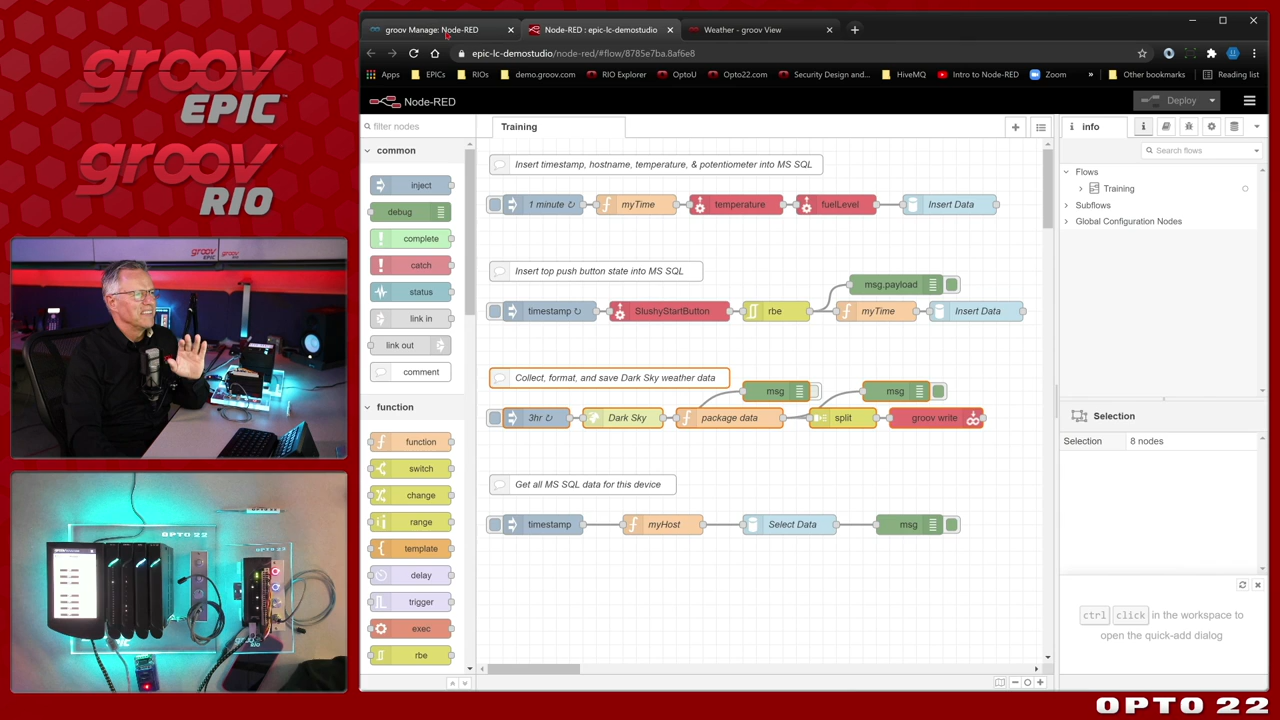 groov
EPIC™
groov
RIO
groov Manage: Node-RED
Node-RED : epic-lc-demostudio
Weather - groov View
epic-lc-demostudio/node-red/#flow/8785e7ba.8af6e8
Apps
EPICs
RIOs
demo.groov.com
RIO Explorer
OptoU
Opto22.com
Security Design and...
HiveMQ
Intro to Node-RED
Zoom
»
Other bookmarks
Reading list
Node-RED
Deploy
filter nodes
Training
info
Search flows
common
inject
debug
complete
catch
status
link in
link out
comment
function
function
switch
change
range
template
delay
trigger
exec
rbe
Insert timestamp, hostname, temperature, & potentiometer into MS SQL
1 minute ↻
myTime
temperature
fuelLevel
Insert Data
Insert top push button state into MS SQL
msg.payload
timestamp ↻
SlushyStartButton
rbe
myTime
Insert Data
Collect, format, and save Dark Sky weather data
msg
msg
3hr ↻
Dark Sky
package data
split
groov write
Get all MS SQL data for this device
timestamp
myHost
Select Data
msg
Flows
Training
Subflows
Global Configuration Nodes
Selection
Selection
8 nodes
ctrl click in the workspace to
open the quick-add dialog
OPTO 22
OPTO 22
OPTO 22